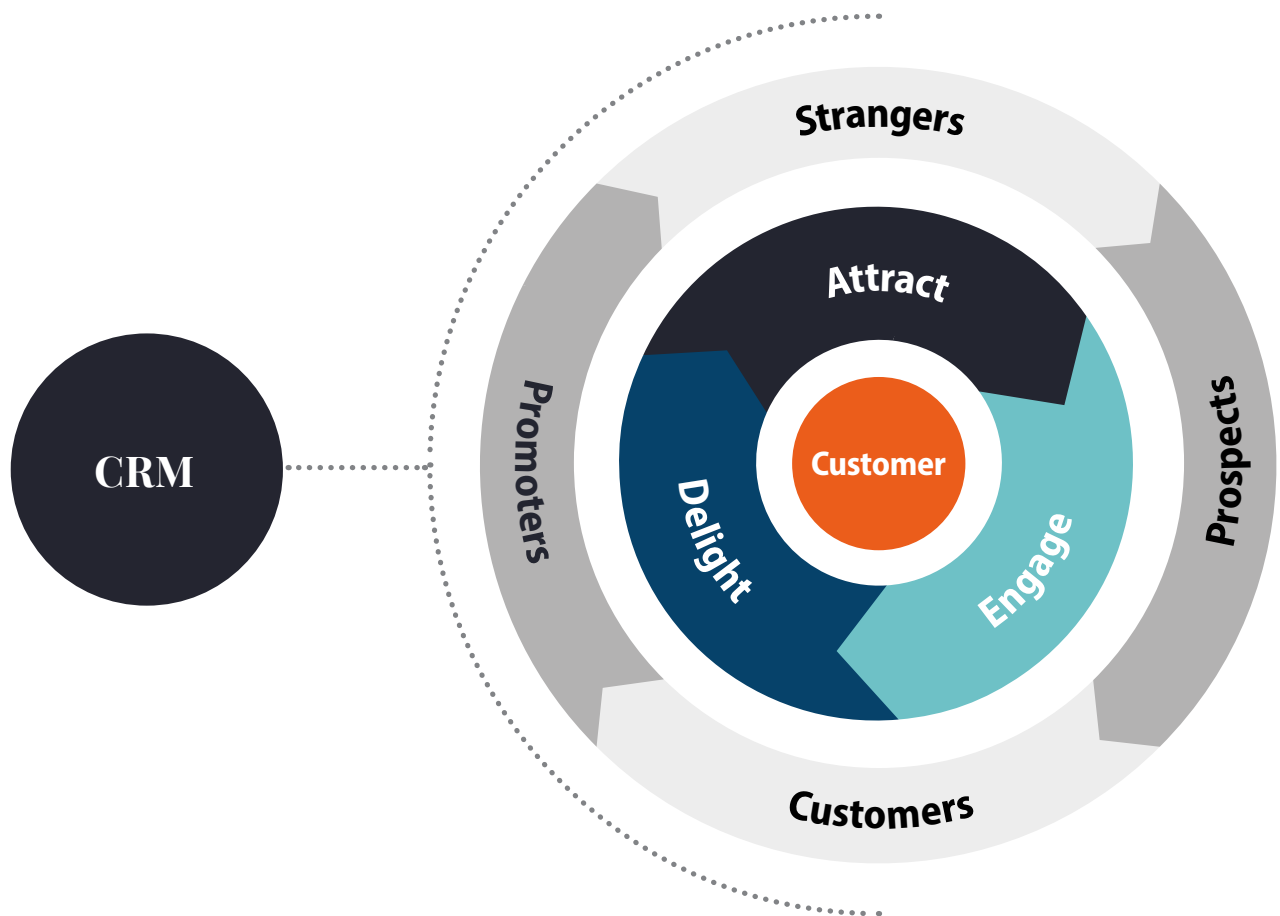 Strangers
Attract
Promoters
Prospects
CRM
Customer
Delight
Engage
Customers